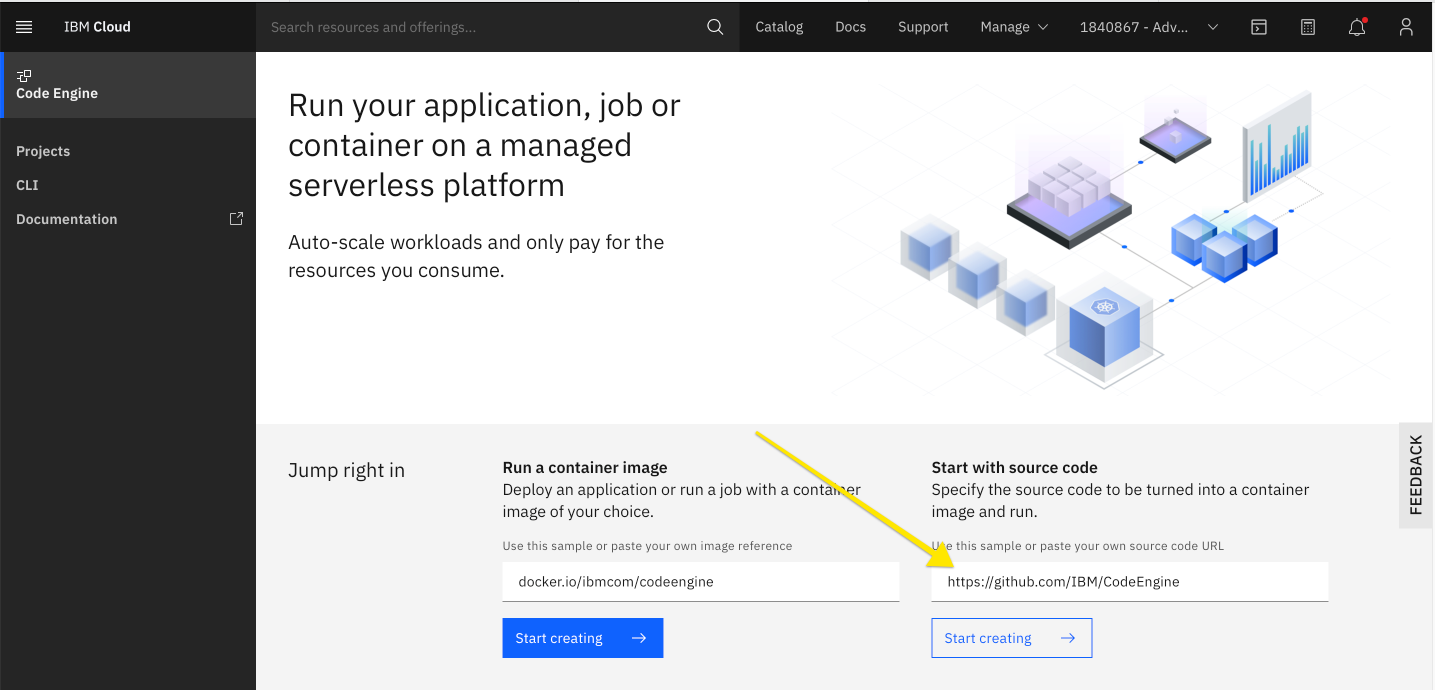 IBM Cloud
Search resources and offerings...
Catalog
Docs
Support
Manage
1840867 - Adv...
Code Engine
Projects
CLI
Documentation
Run your application, job or
container on a managed
serverless platform
Auto-scale workloads and only pay for the
resources you consume.
Jump right in
Run a container image
Deploy an application or run a job with a container
image of your choice.
Use this sample or paste your own image reference
docker.io/ibmcom/codeengine
Start creating
Start with source code
Specify the source code to be turned into a container
image and run.
Use this sample or paste your own source code URL
https://github.com/IBM/CodeEngine
Start creating
FEEDBACK